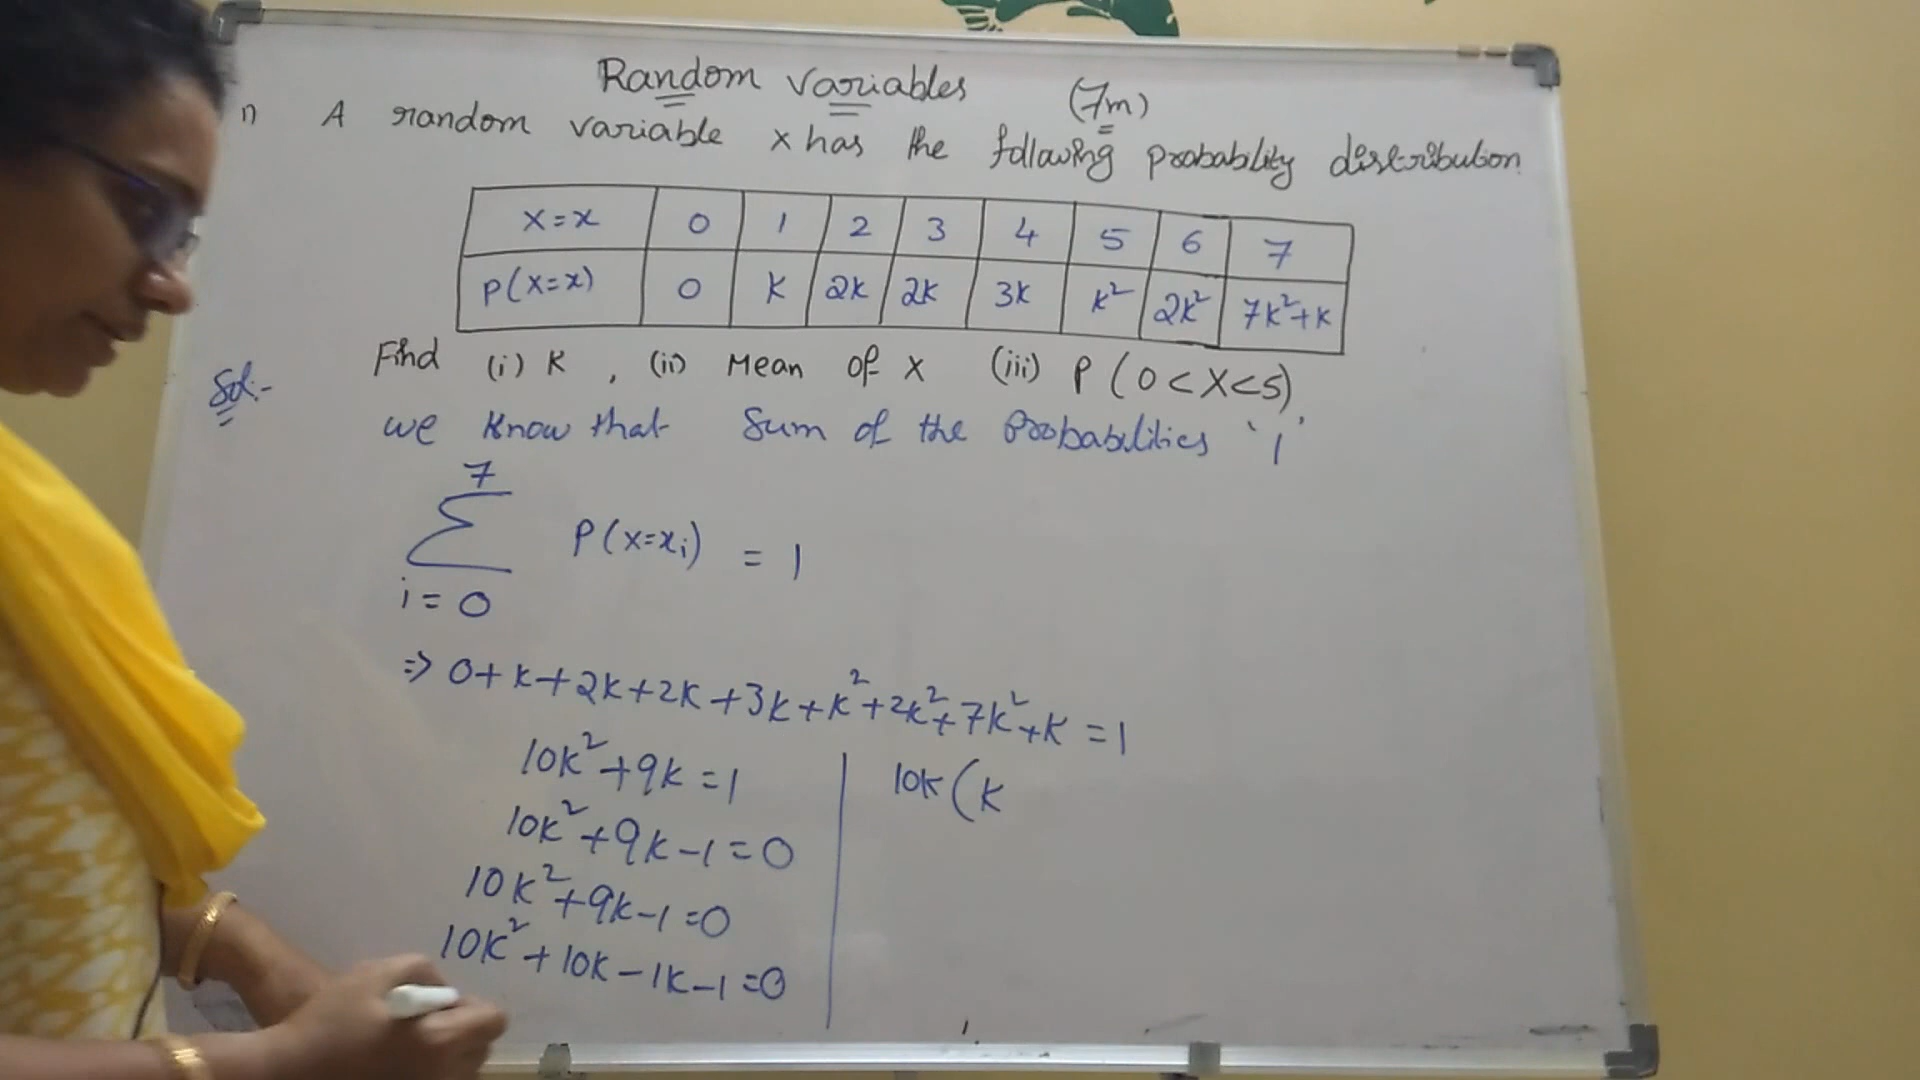 Random variables (7m)
1) A random variable x has the following probability distribution
X=x 0 1 2 3 4 5 6 7
P(X=x) 0 K 2K 2K 3K K² 2K² 7K²+K
Find (i) K , (ii) Mean of X (iii) P(0<X<5).
Sol:-
we know that Sum of the Probabilities '1'
7
Σ P(x=xᵢ) = 1
i=0
⇒ 0+K+2K+2K+3K+K²+2K²+7K²+K =1
10K²+9K=1
10K²+9K-1=0
10K²+9K-1=0
10K²+10K-1K-1=0
10K(K